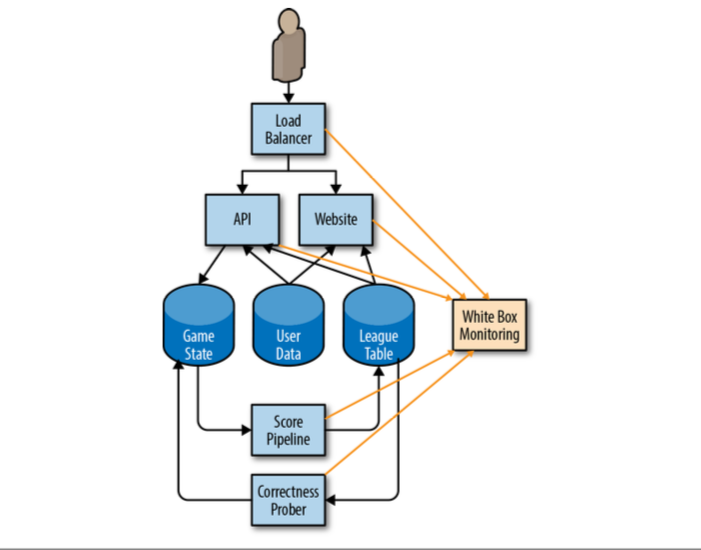 Load
Balancer
API
Website
Game
State
User
Data
League
Table
White Box
Monitoring
Score
Pipeline
Correctness
Prober